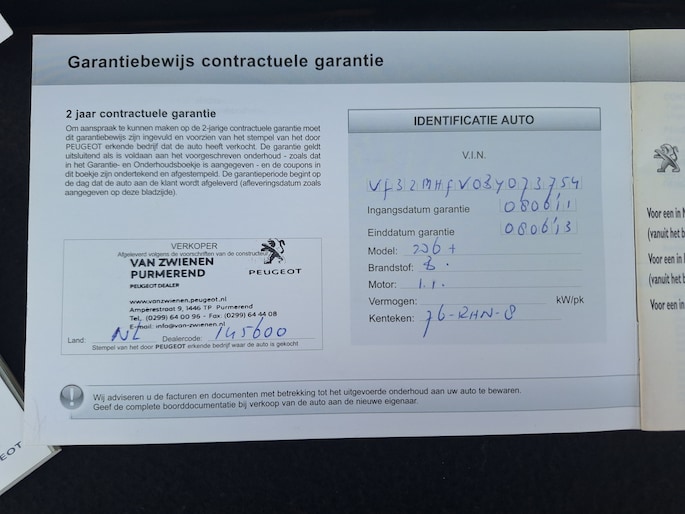 Garantiebewijs contractuele garantie
2 jaar contractuele garantie
Om aanspraak te kunnen maken op de 2-jarige contractuele garantie moet
dit garantiebewijs zijn ingevuld en voorzien van het stempel van het door
PEUGEOT erkende bedrijf dat de auto heeft verkocht. De garantie geldt
uitsluitend als is voldaan aan het voorgeschreven onderhoud - zoals dat
in het Garantie- en Onderhoudsboekje is aangegeven - en de coupons in
dit boekje zijn ondertekend en afgestempeld. De garantieperiode begint op
de dag dat de auto aan de klant wordt afgeleverd (afleveringsdatum zoals
aangegeven op deze bladzijde).
VERKOPER
Afgeleverd volgens de voorschriften van de constructeur
VAN ZWIENEN
PURMEREND
PEUGEOT DEALER
PEUGEOT
www.vanzwienen.peugeot.nl
Ampèrestraat 9, 1446 TP Purmerend
Tel. (0299) 64 00 96 - Fax: (0299) 64 44 08
E-mail: info@van-zwienen.nl
Land: NL Dealercode: 145600
Stempel van het door PEUGEOT erkende bedrijf waar de auto is gekocht
IDENTIFICATIE AUTO
V.I.N.
Ingangsdatum garantie 080611
Einddatum garantie 080613
Model: 206+
Brandstof: B.
Motor: 1.1.
Vermogen: kW/pk
Kenteken: 76-RHN-8
Wij adviseren u de facturen en documenten met betrekking tot het uitgevoerde onderhoud aan uw auto te bewaren.
Geef de complete boorddocumentatie bij verkoop van de auto aan de nieuwe eigenaar.
Voor een in
(vanuit het b
Voor een in
(vanuit het b
Voor een in
EOT